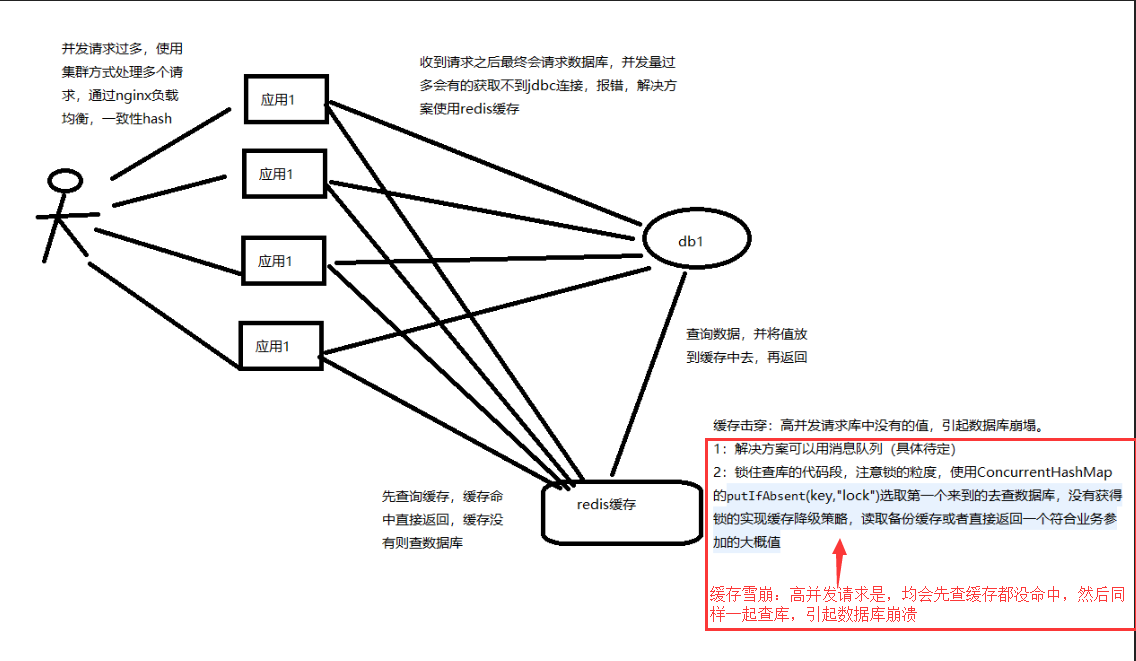 并发请求过多，使用
集群方式处理多个请
求，通过nginx负载
均衡，一致性hash
收到请求之后最终会请求数据库，并发量过
多会有的获取不到jdbc连接，报错，解决方
案使用redis缓存
应用1
应用1
应用1
应用1
db1
查询数据，并将值放
到缓存中去，再返回
先查询缓存，缓存命
中直接返回，缓存没
有则查数据库
redis缓存
缓存击穿：高并发请求库中没有的值，引起数据库崩塌。
1：解决方案可以用消息队列（具体待定）
2：锁住查库的代码段，注意锁的粒度，使用ConcurrentHashMap
的putIfAbsent(key,"lock")选取第一个来到的去查数据库，没有获得
锁的实现缓存降级策略，读取备份缓存或者直接返回一个符合业务参
加的大概值
缓存雪崩：高并发请求是，均会先查缓存都没命中，然后同
样一起查库，引起数据库崩溃